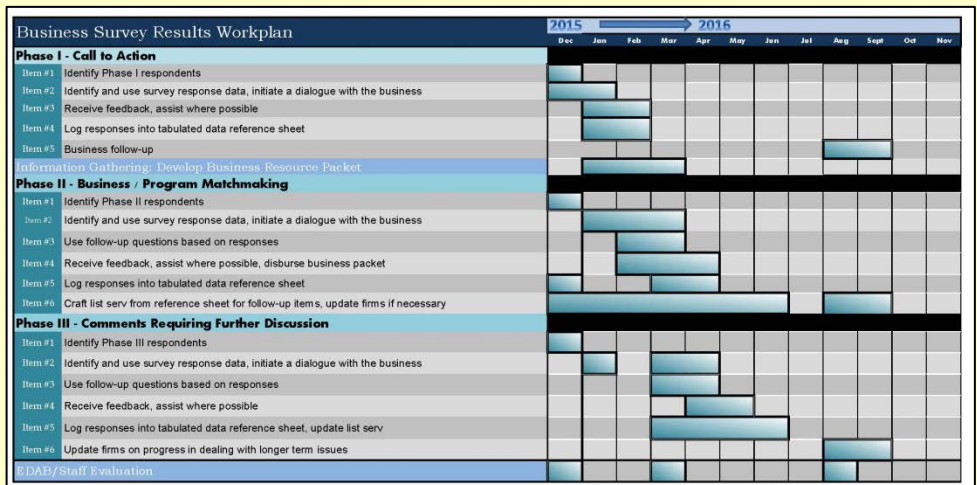 Business Survey Results Workplan
2015 2016
Dec Jan Feb Mar Apr May Jun Jul Aug Sept Oct Nov
Phase I - Call to Action
Item #1 Identify Phase I respondents
Item #2 Identify and use survey response data, initiate a dialogue with the business
Item #3 Receive feedback, assist where possible
Item #4 Log responses into tabulated data reference sheet
Item #5 Business follow-up
Information Gathering: Develop Business Resource Packet
Phase II - Business / Program Matchmaking
Item #1 Identify Phase II respondents
Item #2 Identify and use survey response data, initiate a dialogue with the business
Item #3 Use follow-up questions based on responses
Item #4 Receive feedback, assist where possible, disburse business packet
Item #5 Log responses into tabulated data reference sheet
Item #6 Craft list serv from reference sheet for follow-up items, update firms if necessary
Phase III - Comments Requiring Further Discussion
Item #1 Identify Phase III respondents
Item #2 Identify and use survey response data, initiate a dialogue with the business
Item #3 Use follow-up questions based on responses
Item #4 Receive feedback, assist where possible
Item #5 Log responses into tabulated data reference sheet, update list serv
Item #6 Update firms on progress in dealing with longer term issues
EDAB/Staff Evaluation